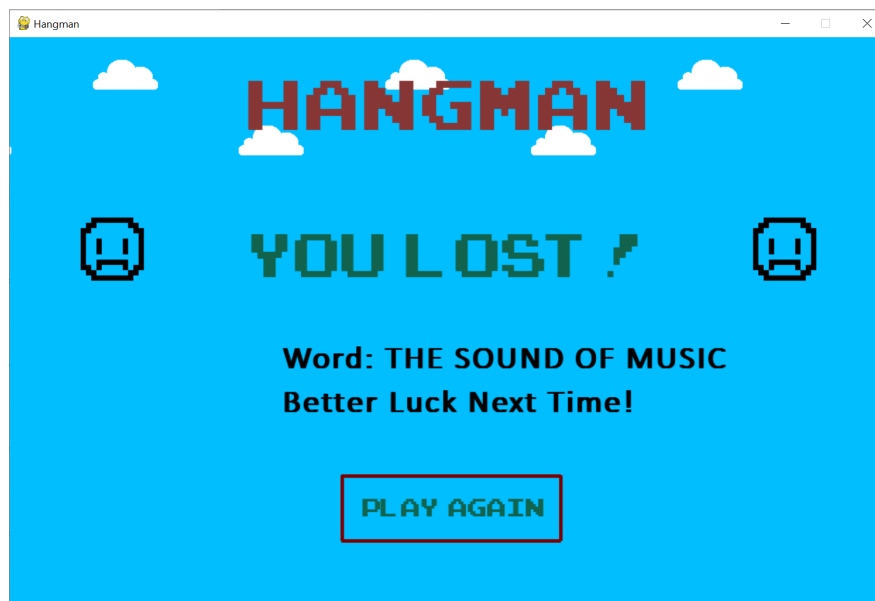 Hangman
HANGMAN
YOU LOST !
Word: THE SOUND OF MUSIC
Better Luck Next Time!
PLAY AGAIN